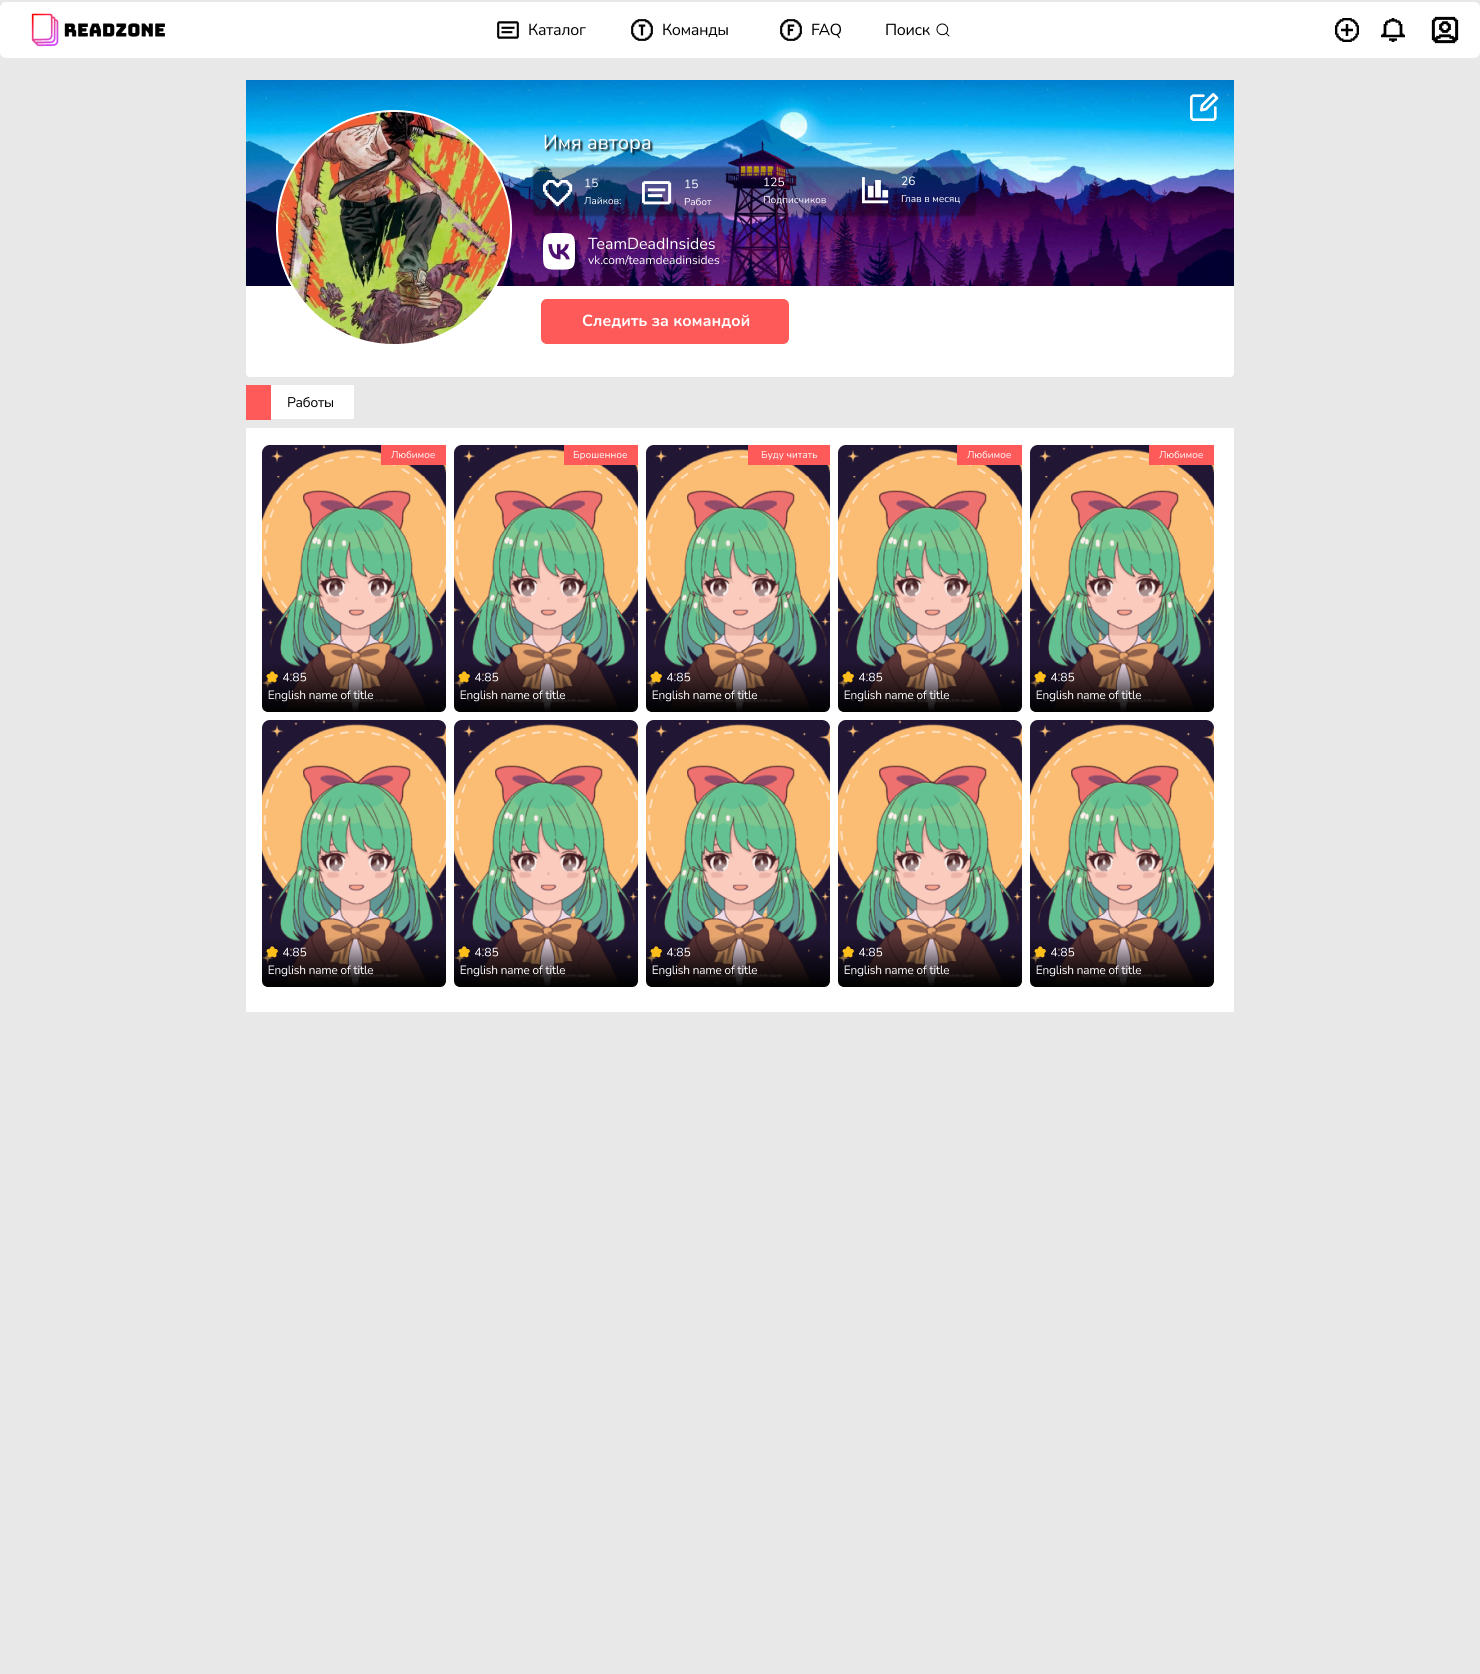 READZONE
Каталог
Команды
FAQ
Поиск
Имя автора
15
Лайков:
15
Работ
125
Подписчиков
26
Глав в месяц
TeamDeadInsides
vk.com/teamdeadinsides
Следить за командой
Работы
Любимое
Брошенное
Буду читать
Любимое
Любимое
4.85
English name of title
4.85
English name of title
4.85
English name of title
4.85
English name of title
4.85
English name of title
4.85
English name of title
4.85
English name of title
4.85
English name of title
4.85
English name of title
4.85
English name of title